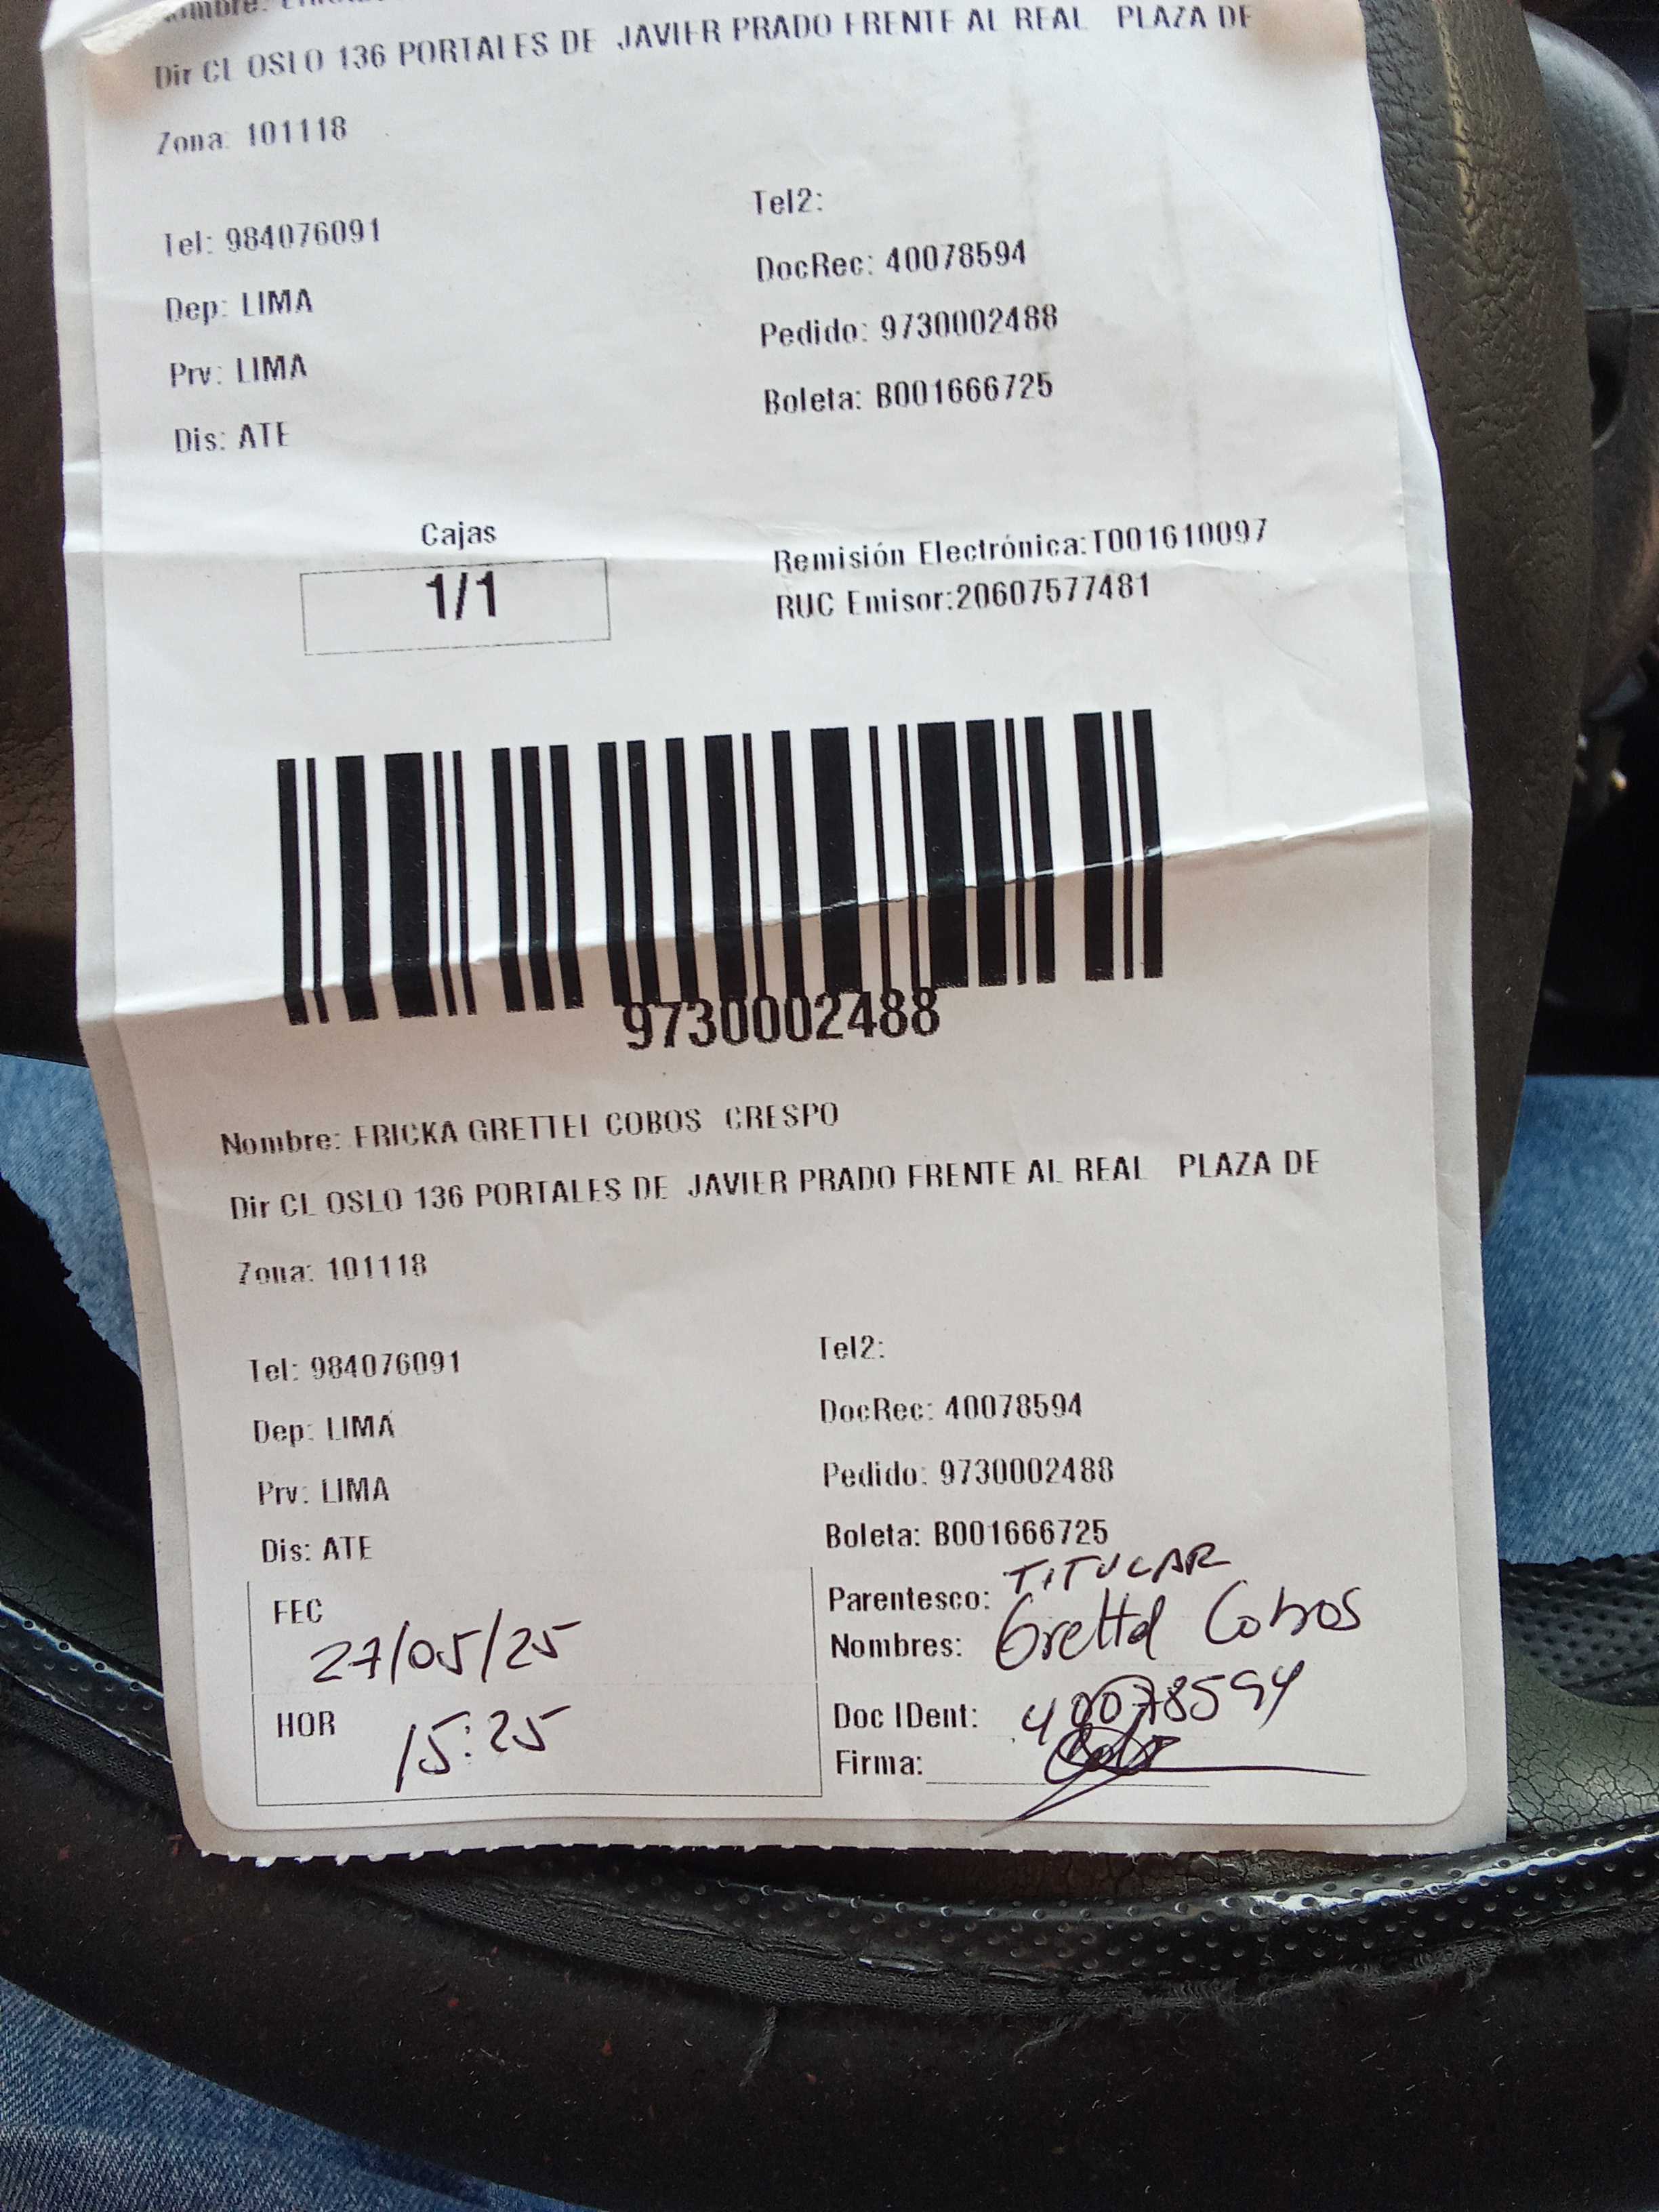 Nombre:
Dir CL OSLO 136 PORTALES DE JAVIER PRADO FRENTE AL REAL PLAZA DE
Zona: 101118
Tel: 984076091
Tel2:
Dep: LIMA
DocRec: 40078594
Prv: LIMA
Pedido: 9730002488
Dis: ATE
Boleta: B001666725
Cajas
1/1
Remisión Electrónica:T001610097
RUC Emisor:20607577481
9730002488
Nombre: ERICKA GRETTEL COBOS CRESPO
Dir CL OSLO 136 PORTALES DE JAVIER PRADO FRENTE AL REAL PLAZA DE
Zona: 101118
Tel: 984076091
Tel2:
Dep: LIMA
DocRec: 40078594
Prv: LIMA
Pedido: 9730002488
Dis: ATE
Boleta: B001666725
FEC
27/05/25
HOR
15:25
Parentesco: TITULAR
Nombres: Grettel Cobos
Doc IDent: 40078594
Firma: